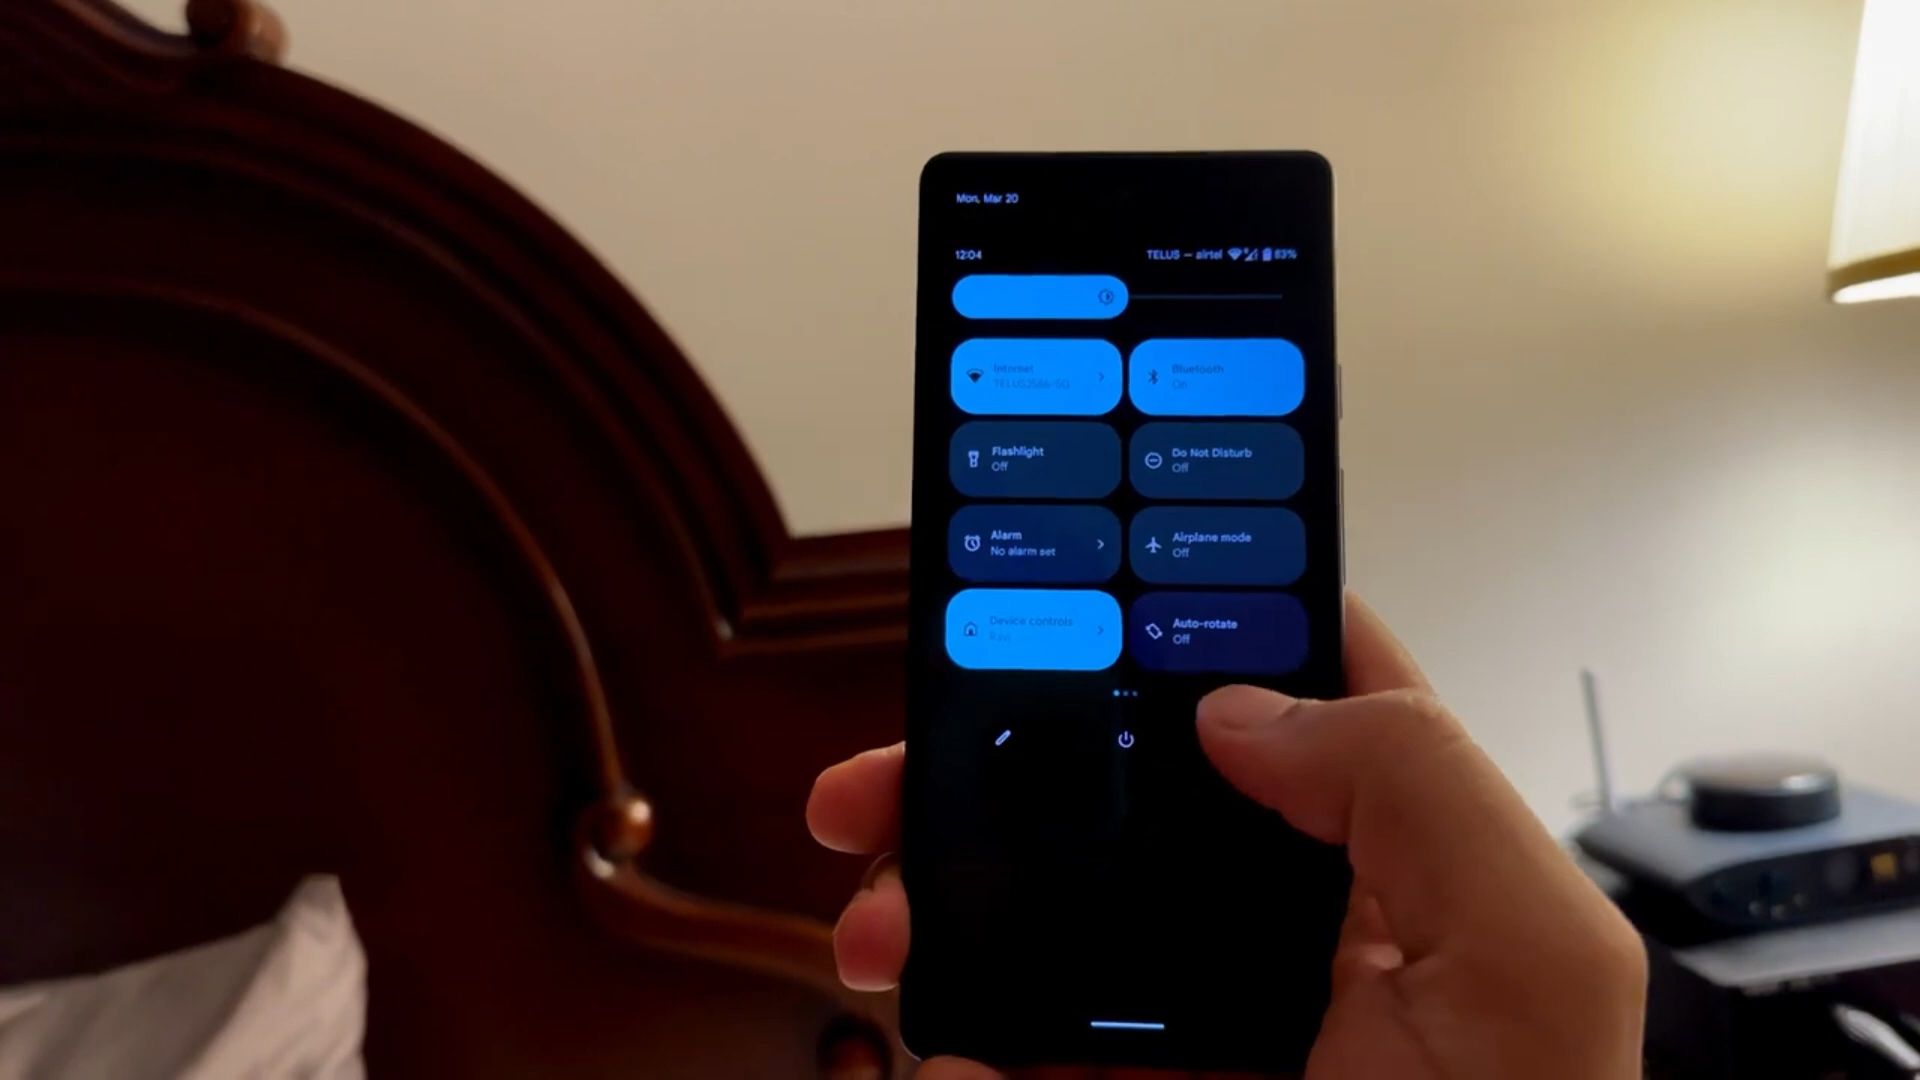 Mon, Mar 20
12:04
TELUS — airtel
83%
Internet
Bluetooth
On
Flashlight
Off
Do Not Disturb
Off
Alarm
No alarm set
Airplane mode
Off
Device controls
Auto-rotate
Off